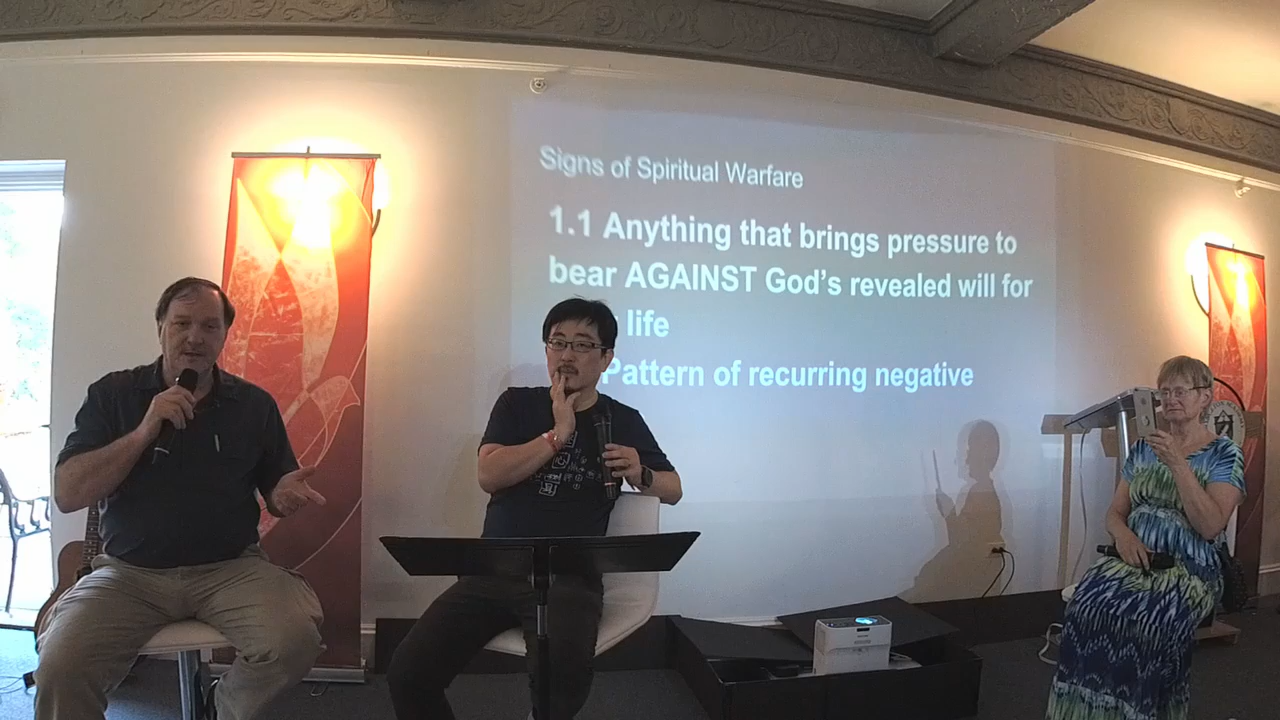 Signs of Spiritual Warfare
1.1 Anything that brings pressure to
bear AGAINST God's revealed will for
life
Pattern of recurring negative